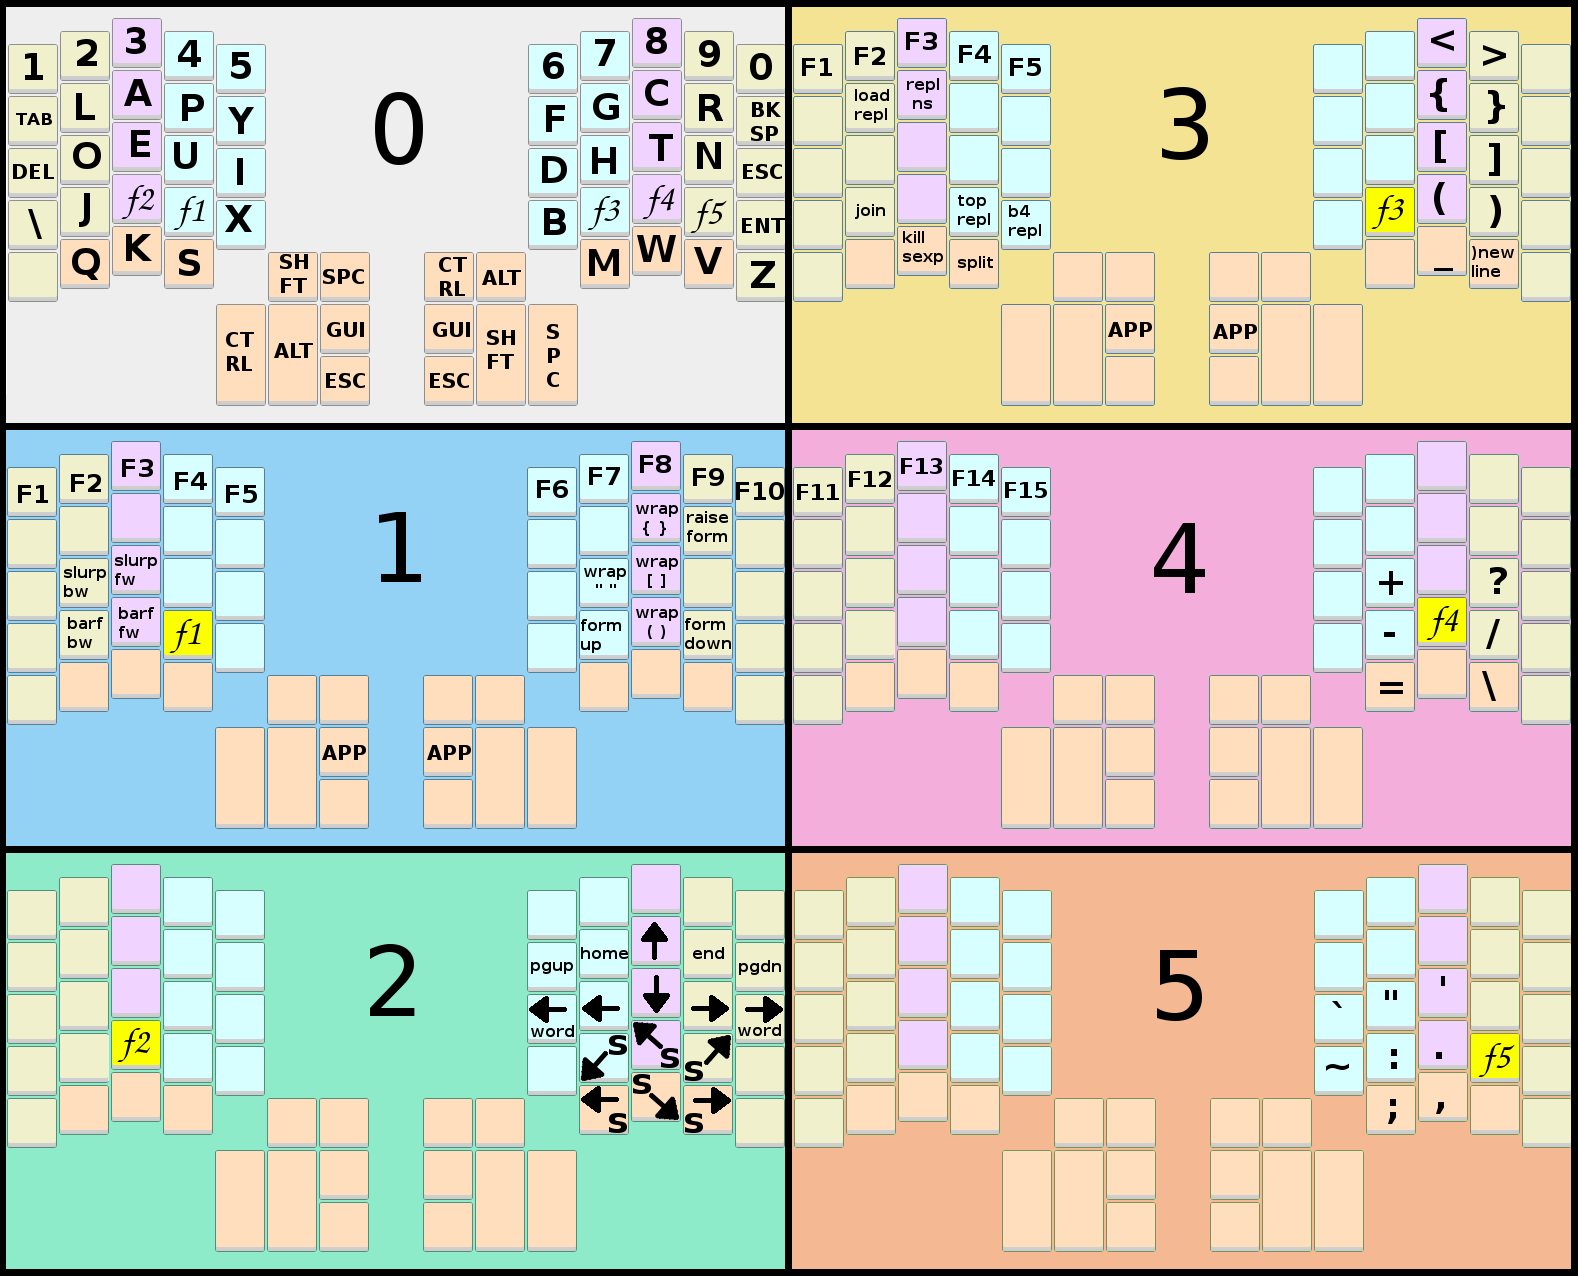 1 2 3 4 5 6 7 8 9 0
TAB L A P Y F G C R BK
SP
DEL O E U I D H T N ESC
\ J f2 f1 X B f3 f4 f5 ENT
Q K S M W V Z
0
SH
FT
SPC
CT
RL
ALT
CT
RL
ALT
GUI
ESC
GUI
ESC
SH
FT
S
P
C
F1 F2 F3 F4 F5 < >
load
repl
repl
ns
{ }
[ ]
join
top
repl
b4
repl
f3 ( )
kill
sexp
split
_
)new
line
3
APP APP
F1 F2 F3 F4 F5 F6 F7 F8 F9 F10
wrap
{ }
raise
form
slurp
bw
slurp
fw
wrap
" "
wrap
[ ]
barf
bw
barf
fw
f1
form
up
wrap
( )
form
down
1
APP APP
F11 F12 F13 F14 F15
4
+ ?
- f4 /
= \
2
pgup home end pgdn
word word
f2
S S S
S S S
5
` " '
~ : . f5
; ,